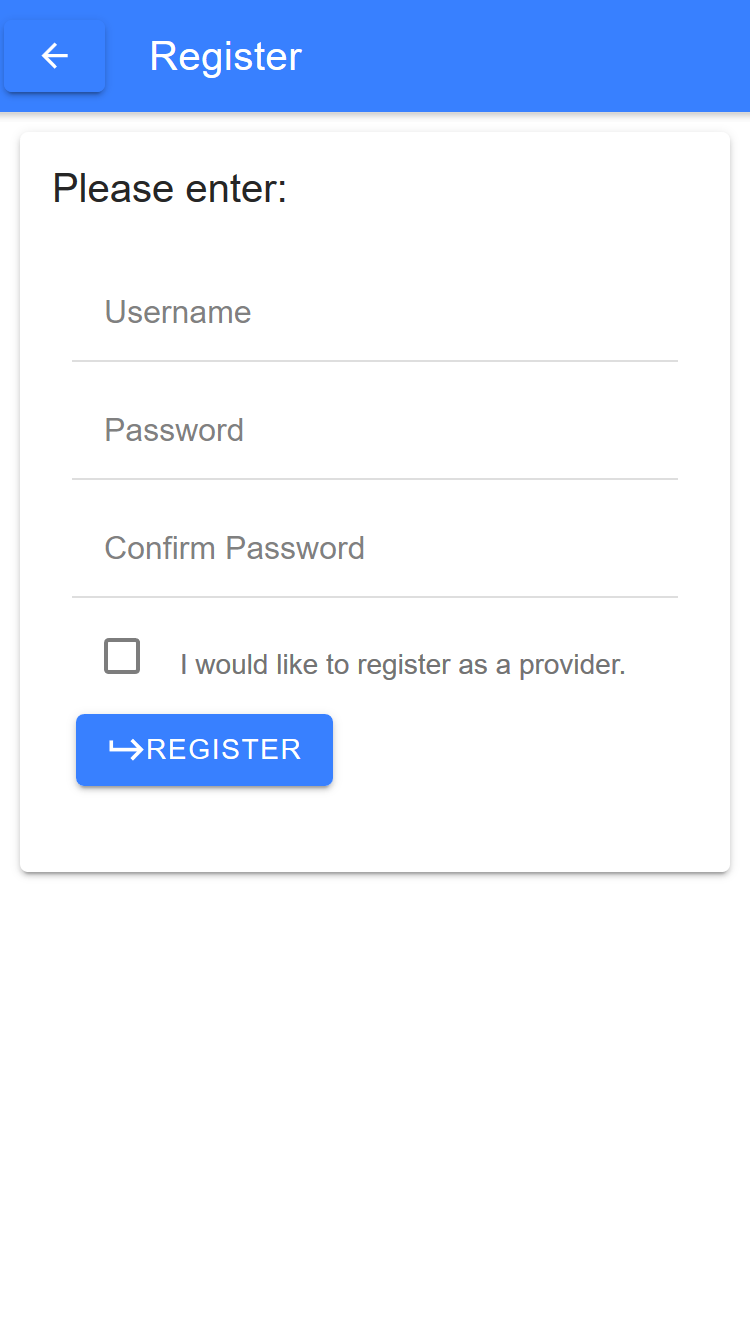 Register
Please enter:
Username
Password
Confirm Password
I would like to register as a provider.
REGISTER